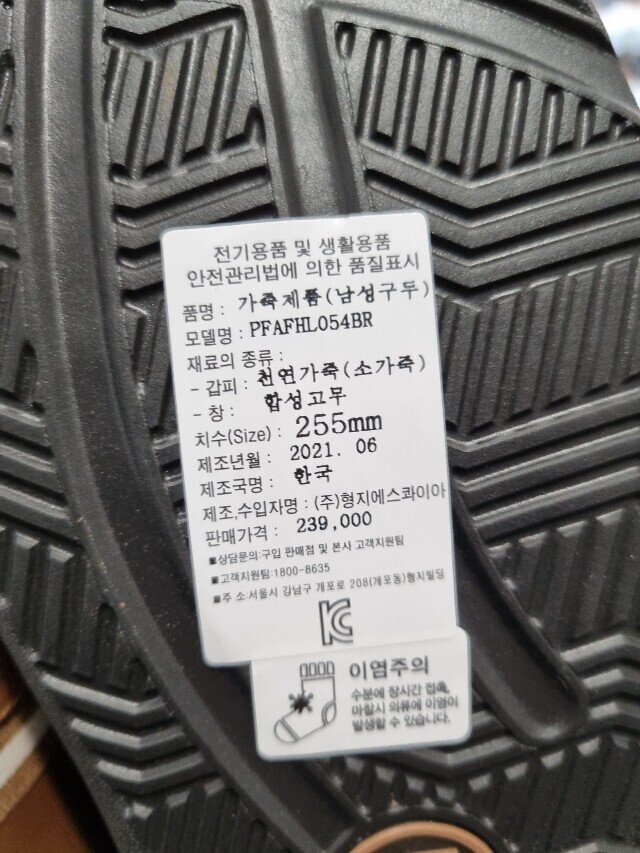 전기용품 및 생활용품
안전관리법에 의한 품질표시
품명 : 가죽제품(남성구두)
모델명 : PFAFHL054BR
재료의 종류 :
- 갑피 : 천연가죽(소가죽)
- 창 : 합성고무
치수(Size) : 255mm
제조년월 : 2021. 06
제조국명 : 한국
제조,수입자명 : (주)형지에스콰이아
판매가격 : 239,000
■상담문의:구입 판매점 및 본사 고객지원팀
■고객지원팀:1800-8635
■주 소:서울시 강남구 개포로 208(개포동)형지빌딩
KC
이염주의
수분에 장시간 접촉,
마찰시 의류에 이염이
발생할 수 있습니다.